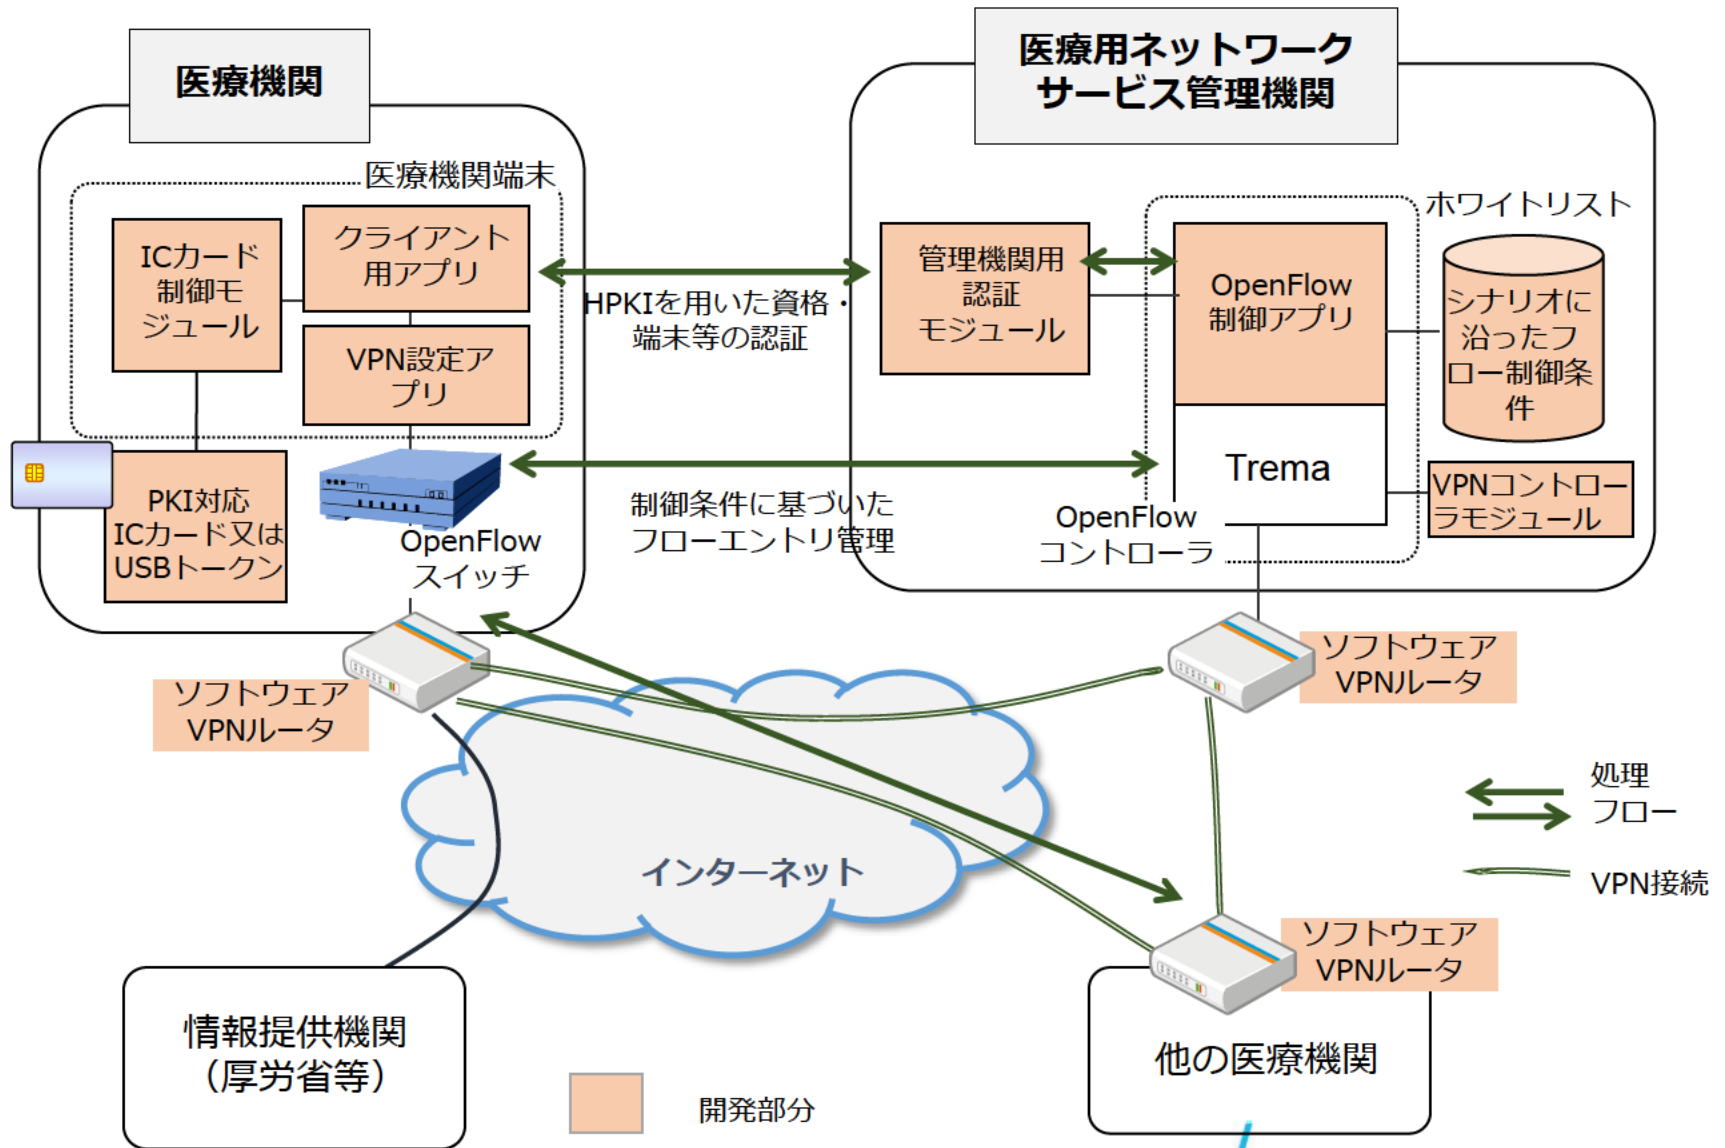 医療機関
医療用ネットワーク
サービス管理機関
医療機関端末
ICカード
制御モ
ジュール
クライアント
用アプリ
VPN設定ア
プリ
PKI対応
ICカード又は
USBトークン
OpenFlow
スイッチ
HPKIを用いた資格・
端末等の認証
制御条件に基づいた
フローエントリ管理
管理機関用
認証
モジュール
OpenFlow
制御アプリ
Trema
OpenFlow
コントローラ
ホワイトリスト
シナリオに
沿ったフ
ロー制御条
件
VPNコントロー
ラモジュール
ソフトウェア
VPNルータ
ソフトウェア
VPNルータ
インターネット
処理
フロー
VPN接続
ソフトウェア
VPNルータ
情報提供機関
（厚労省等）
他の医療機関
開発部分